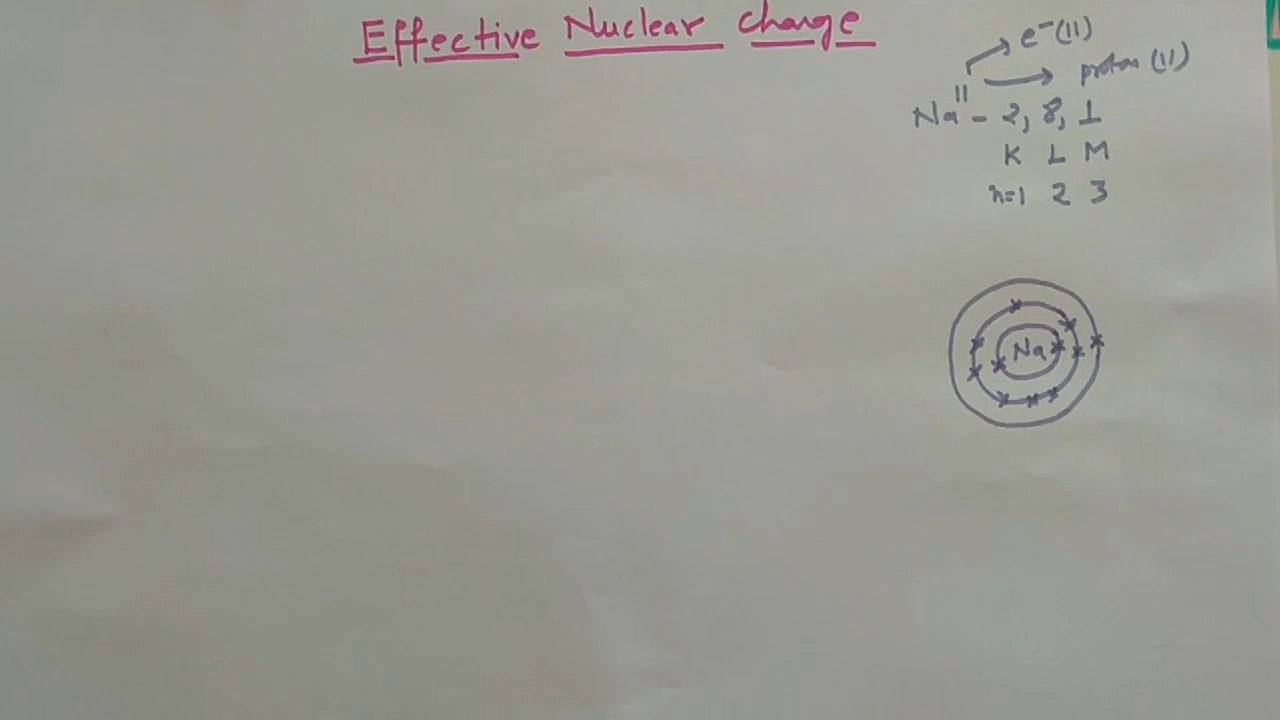 Effective Nuclear Charge
e⁻(11)
proton (11)
Na¹¹ - 2, 8, 1
K L M
n=1 2 3
Na